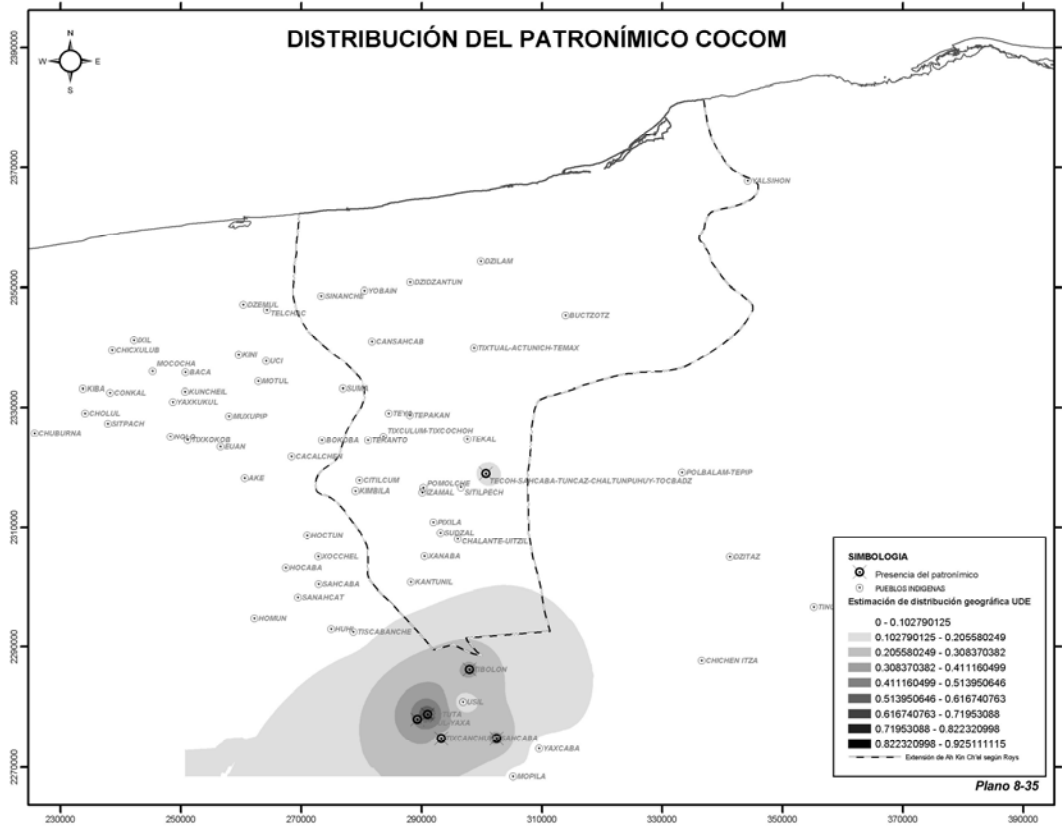 DISTRIBUCIÓN DEL PATRONÍMICO COCOM
N
W E
S
2390000
2370000
2350000
2330000
2310000
2290000
2270000
YALSIHON
DZILAM
DZIDZANTUN
YOBAIN
SINANCHE
DZEMUL
TELCHAC
BUCTZOTZ
IXIL
CANSAHCAB
CHICXULUB
TIXTUAL-ACTUNICH-TEMAX
KINI
UCI
MOCOCHA
BACA
MOTUL
KIBA
CONKAL
KUNCHEIL
SUMA
YAXKUKUL
CHOLUL
MUXUPIP
TEYA
TEPAKAN
SITPACH
CHUBURNA
NOLO
TIXKOKOB
TIXCULUM-TIXCOCHOH
BOKOBA
TEKANTO
TEKAL
EUAN
CACALCHEN
AKE
CITILCUM
POLBALAM-TEPIP
TECOH-SAHCABA-TUNCAZ-CHALTUNPUHUY-TOCBADZ
POMOLCHE
KIMBILA
IZAMAL
SITILPECH
PIXILA
HOCTUN
SUDZAL
CHALANTE-UITZIL
XOCCHEL
XANABA
DZITAZ
HOCABA
SAHCABA
KANTUNIL
SANAHCAT
HOMUN
HUHI
TISCABANCHE
CHICHEN ITZA
USIL
SAHCABA
YAXCABA
MOPILA
SIMBOLOGIA
Presencia del patronímico
PUEBLOS INDIGENAS
Estimación de distribución geográfica UDE
0 - 0.102790125
0.102790125 - 0.205580249
0.205580249 - 0.308370382
0.308370382 - 0.411160499
0.411160499 - 0.513950646
0.513950646 - 0.616740763
0.616740763 - 0.71953088
0.71953088 - 0.822320998
0.822320998 - 0.925111115
Extensión de Ah Kin Ch'el según Roys
Plano 8-35
230000 250000 270000 290000 310000 330000 350000 370000 390000